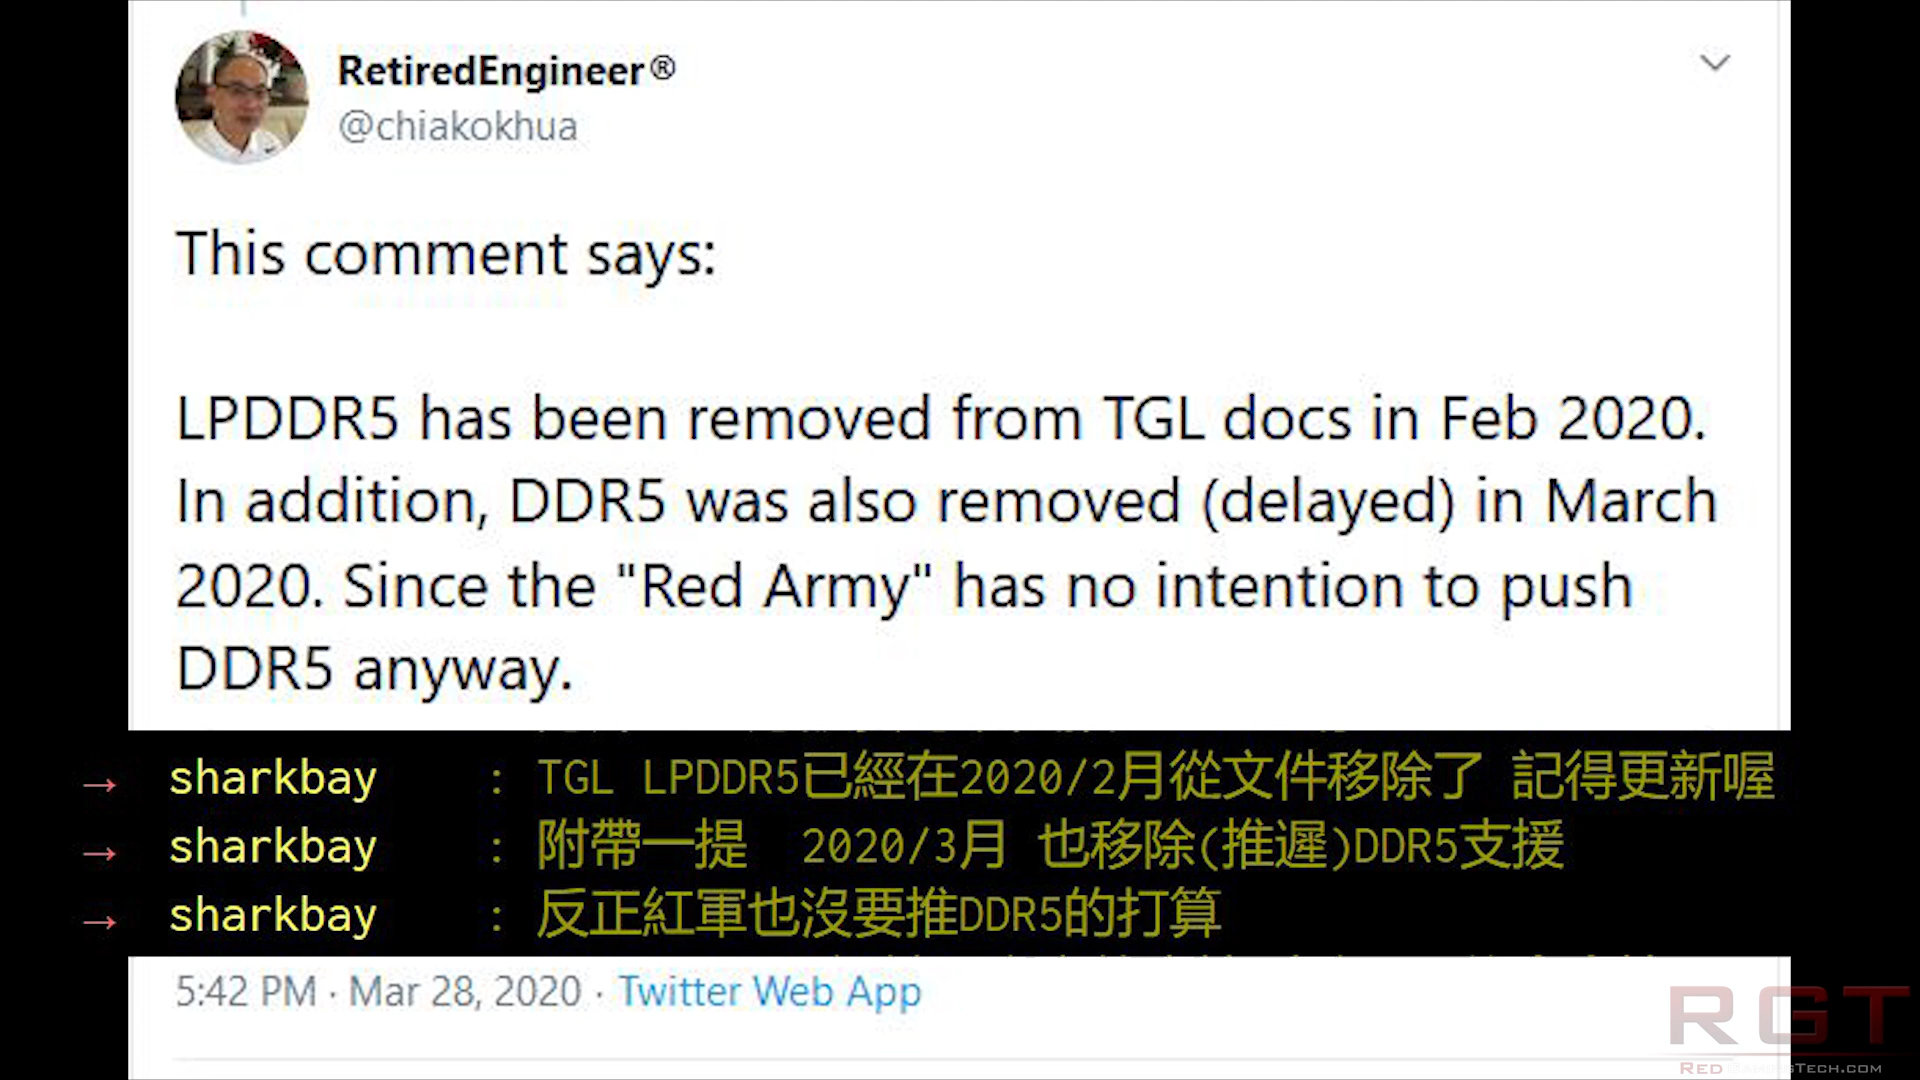 RetiredEngineer®
@chiakokhua
This comment says:
LPDDR5 has been removed from TGL docs in Feb 2020.
In addition, DDR5 was also removed (delayed) in March
2020. Since the "Red Army" has no intention to push
DDR5 anyway.
→ sharkbay : TGL LPDDR5已經在2020/2月從文件移除了 記得更新喔
→ sharkbay : 附帶一提 2020/3月 也移除(推遲)DDR5支援
→ sharkbay : 反正紅軍也沒要推DDR5的打算
5:42 PM · Mar 28, 2020 · Twitter Web App
RGT
RedGamingTech.com